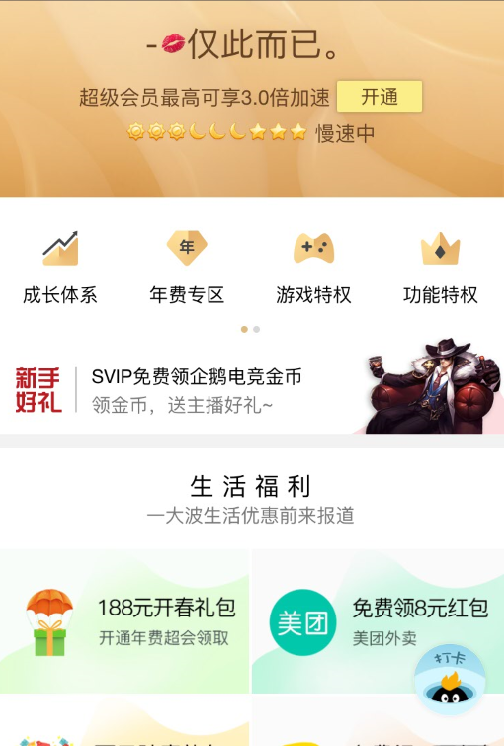 -💋仅此而已。
超级会员最高可享3.0倍加速 开通
慢速中
年
成长体系 年费专区 游戏特权 功能特权
新手好礼
SVIP免费领企鹅电竞金币
领金币，送主播好礼~
生活福利
一大波生活优惠前来报道
188元开春礼包
开通年费超会领取
美团
免费领8元红包
美团外卖
打卡